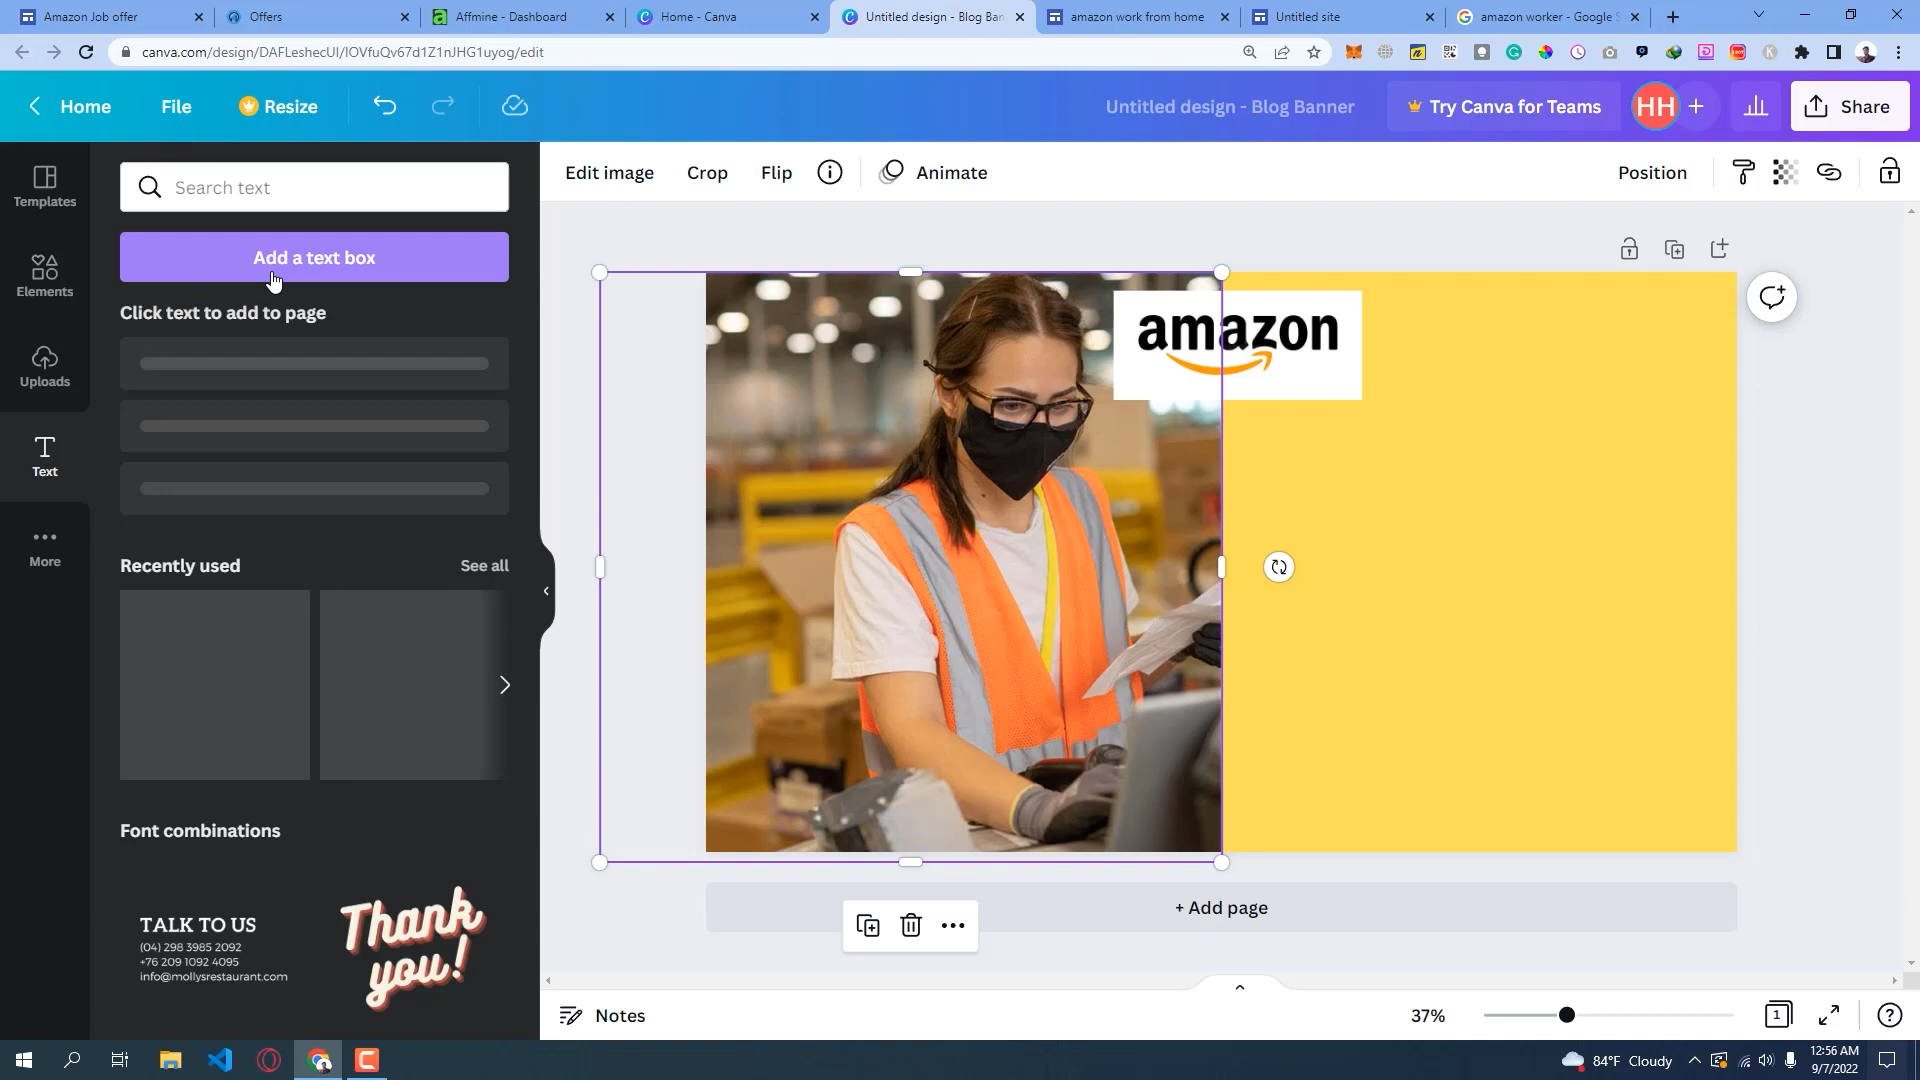 Amazon Job offer
Offers
Affmine - Dashboard
Home - Canva
Untitled design - Blog Ban
amazon work from home
Untitled site
amazon worker - Google S
canva.com/design/DAFLeshecUI/IOVfuQv67d1Z1nJHG1uyog/edit
Home
File
Resize
Untitled design - Blog Banner
Try Canva for Teams
HH
Share
Templates
Elements
Uploads
Text
More
Search text
Add a text box
Click text to add to page
Recently used
See all
Font combinations
TALK TO US
(04) 298 3985 2092
+76 209 1092 4095
info@mollysrestaurant.com
Thank
you!
Edit image
Crop
Flip
Animate
Position
amazon
+ Add page
Notes
37%
1
84°F Cloudy
12:56 AM
9/7/2022